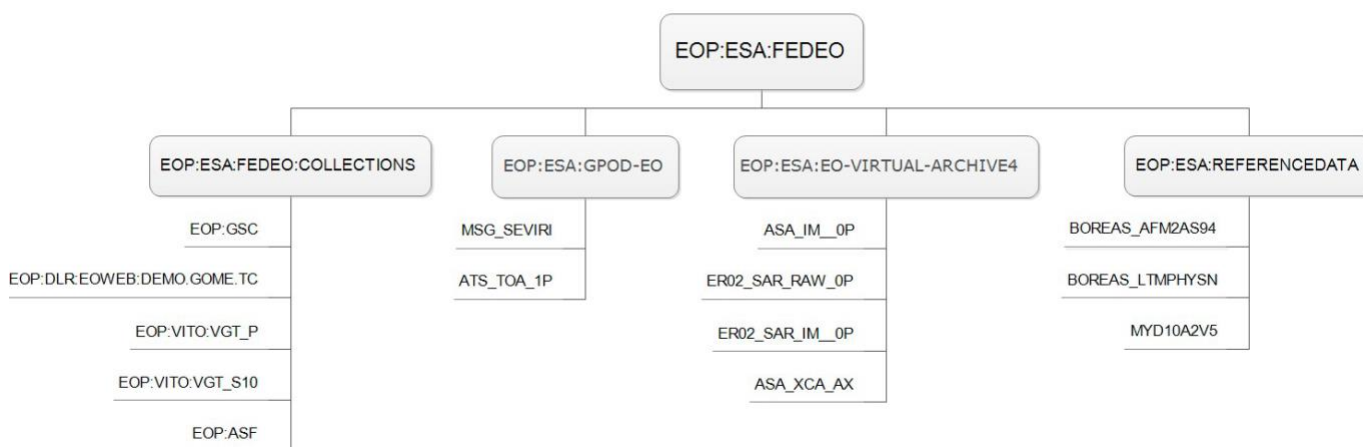 EOP:ESA:FEDEO
EOP:ESA:FEDEO:COLLECTIONS
EOP:GSC
EOP:DLR:EOWEB:DEMO.GOME.TC
EOP:VITO:VGT_P
EOP:VITO:VGT_S10
EOP:ASF
EOP:ESA:GPOD-EO
MSG_SEVIRI
ATS_TOA_1P
EOP:ESA:EO-VIRTUAL-ARCHIVE4
ASA_IM__0P
ER02_SAR_RAW_0P
ER02_SAR_IM__0P
ASA_XCA_AX
EOP:ESA:REFERENCEDATA
BOREAS_AFM2AS94
BOREAS_LTMPHYSN
MYD10A2V5